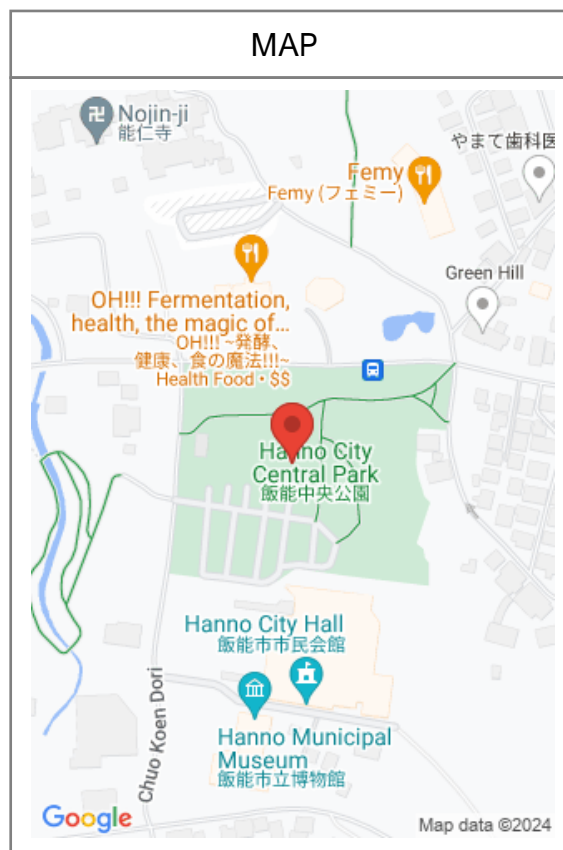 MAP
Nojin-ji
能仁寺
やまて歯科医
Femy
Femy (フェミー)
Green Hill
OH!!! Fermentation,
health, the magic of...
OH!!! ~発酵、
健康、食の魔法!!!~
Health Food · $$
Hanno City
Central Park
飯能中央公園
Hanno City Hall
飯能市市民会館
Hanno Municipal
Museum
飯能市立博物館
Chuo Koen Dori
Google
Map data ©2024